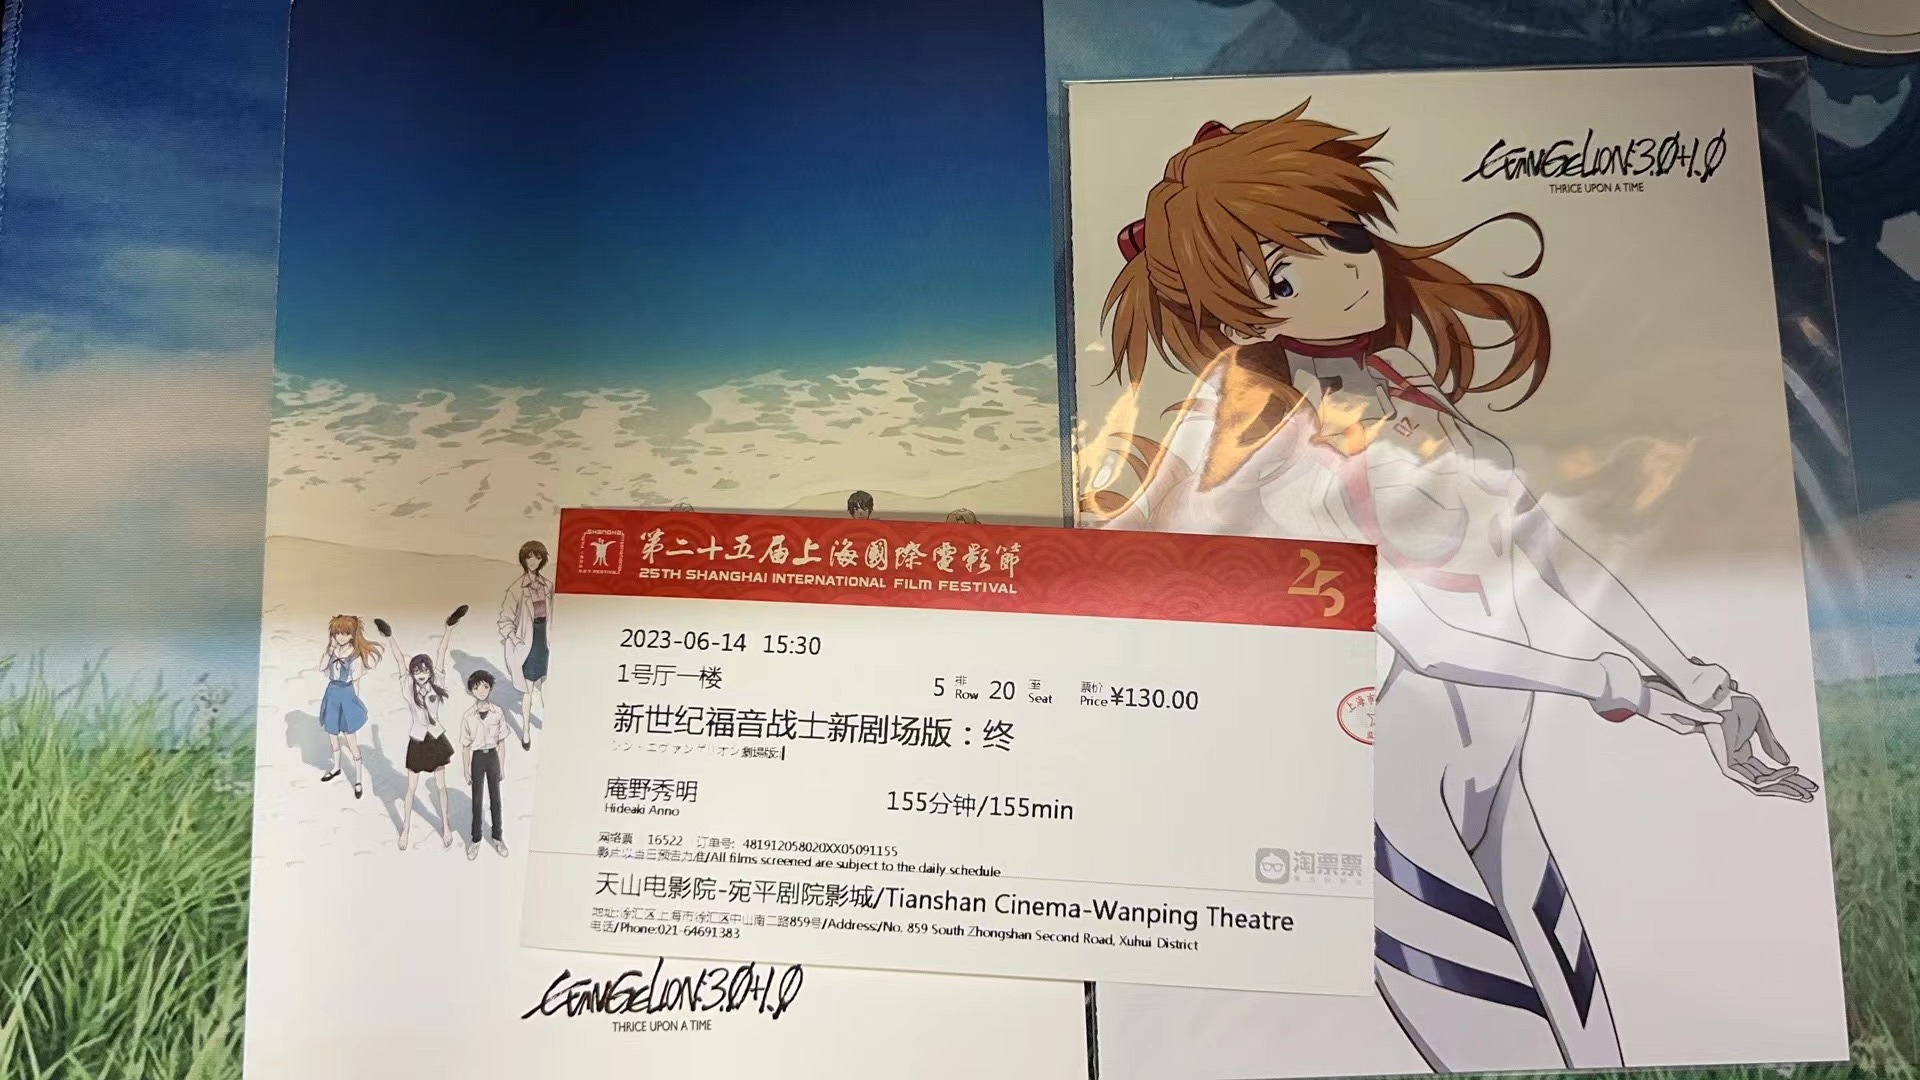 EVANGELION:3.0+1.0
THRICE UPON A TIME
02
SHANGHAI
第二十五届上海國際電影節
25TH SHANGHAI INTERNATIONAL FILM FESTIVAL
25
2023-06-14 15:30
1号厅一楼
5 排 Row 20 座 Seat 票价 Price ¥130.00
新世纪福音战士新剧场版：终
シン・エヴァンゲリオン劇場版:||
庵野秀明
Hideaki Anno
155分钟/155min
网络票 16522 订单号: 481912058020XX05091155
影片以当日预告为准/All films screened are subject to the daily schedule
淘票票
天山电影院-宛平剧院影城/Tianshan Cinema-Wanping Theatre
地址:徐汇区上海市徐汇区中山南二路859号/Address:/No. 859 South Zhongshan Second Road, Xuhui District
电话/Phone:021-64691383
上海市
EVANGELION:3.0+1.0
THRICE UPON A TIME